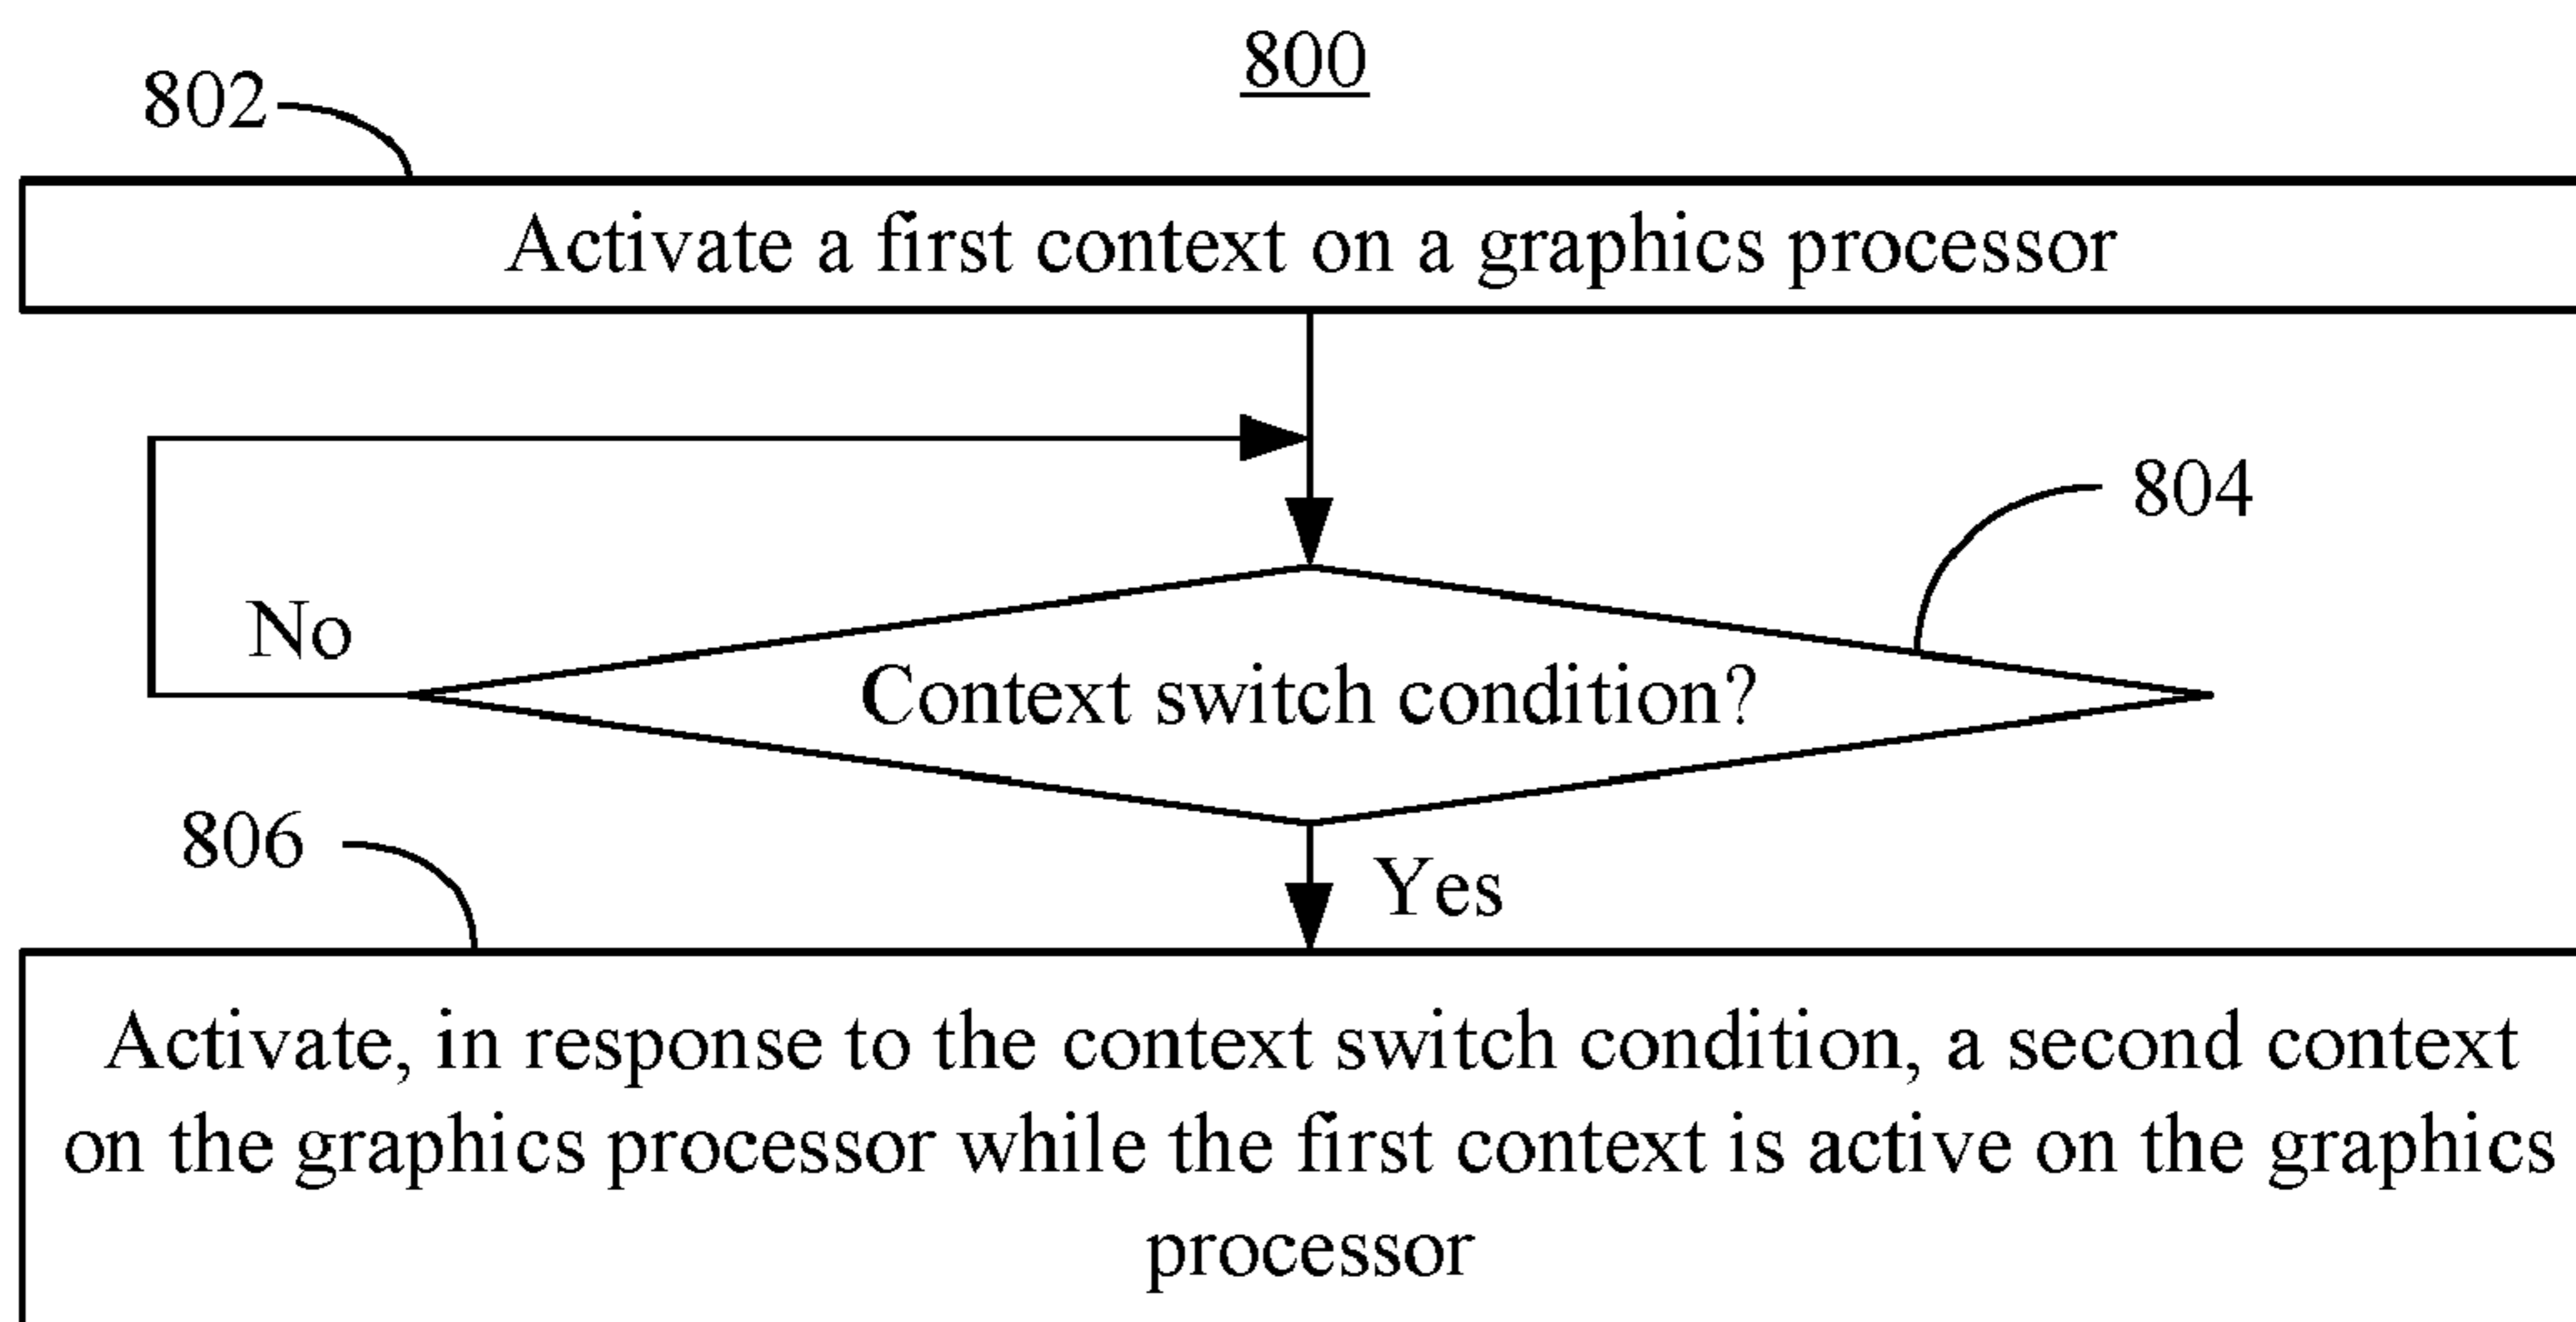 800
802
Activate a first context on a graphics processor
804
No
Context switch condition?
806
Yes
Activate, in response to the context switch condition, a second context
on the graphics processor while the first context is active on the graphics
processor